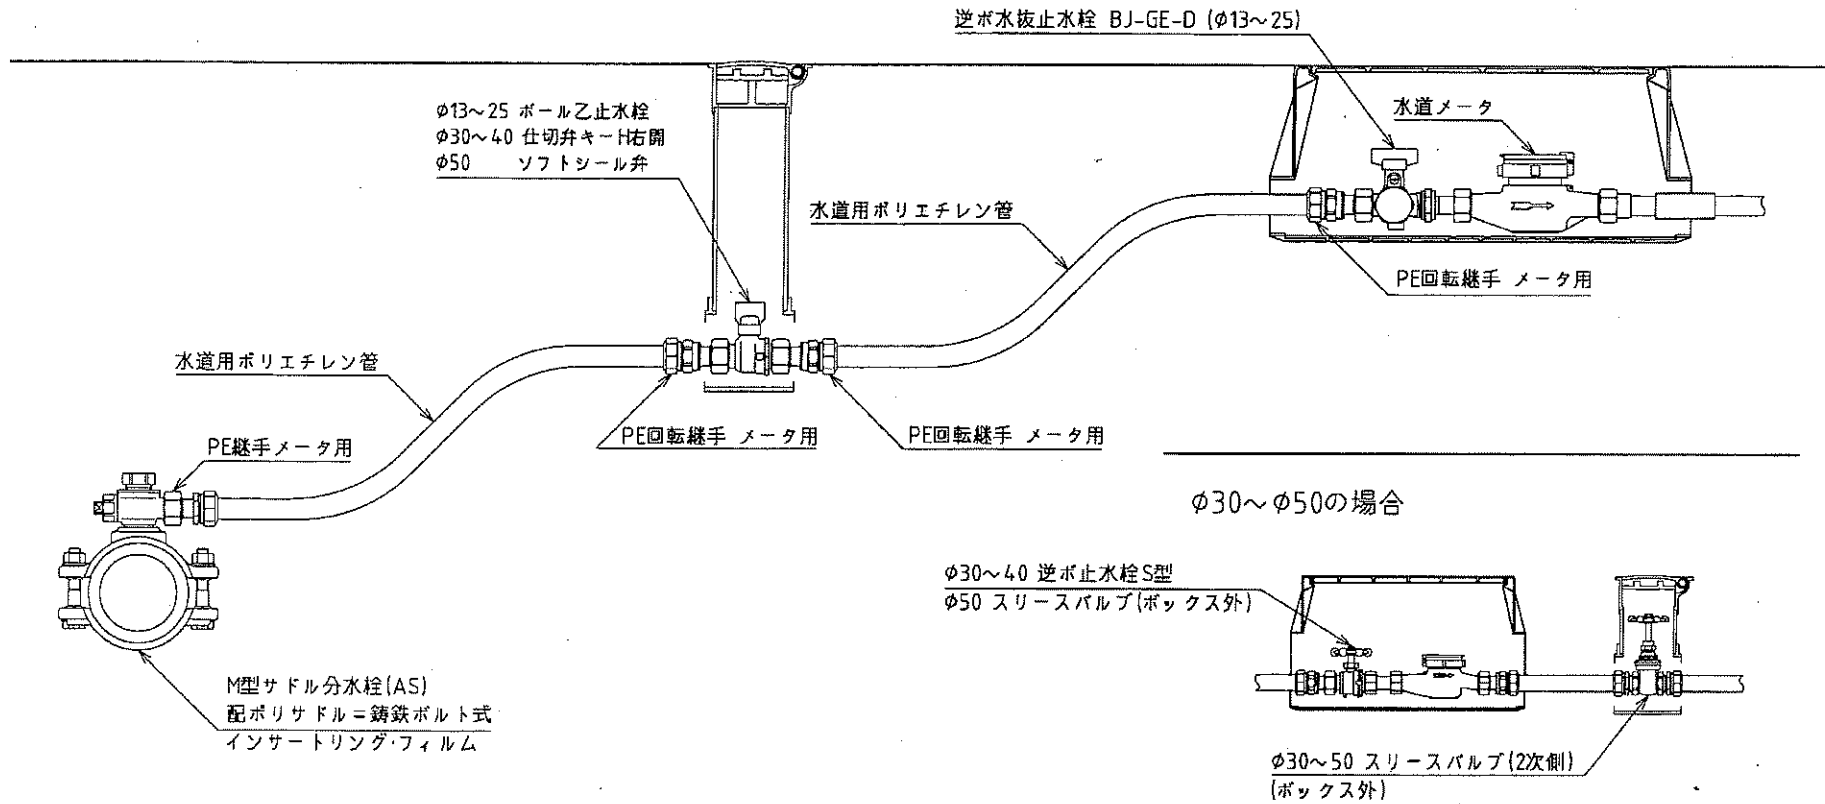 逆ボ水抜止水栓 BJ-GE-D (φ13～25)
φ13～25 ボール乙止水栓
φ30～40 仕切弁キーH右開
φ50 ソフトシール弁
水道メータ
水道用ポリエチレン管
PE回転継手 メータ用
水道用ポリエチレン管
PE回転継手 メータ用
PE回転継手 メータ用
PE継手メータ用
φ30～φ50の場合
φ30～40 逆ボ止水栓S型
φ50 スリースバルブ(ボックス外)
M型サドル分水栓(AS)
配ポリサドル=鋳鉄ボルト式
インサートリング・フィルム
φ30～50 スリースバルブ(2次側)
(ボックス外)